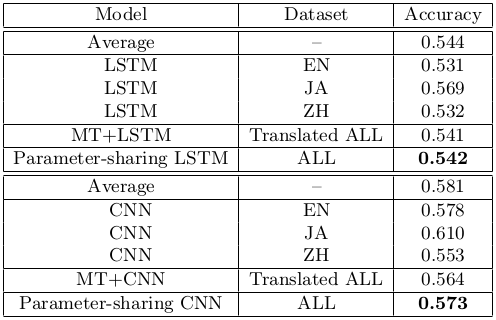 Model Dataset Accuracy
Average – 0.544
LSTM EN 0.531
LSTM JA 0.569
LSTM ZH 0.532
MT+LSTM Translated ALL 0.541
Parameter-sharing LSTM ALL 0.542
Average – 0.581
CNN EN 0.578
CNN JA 0.610
CNN ZH 0.553
MT+CNN Translated ALL 0.564
Parameter-sharing CNN ALL 0.573